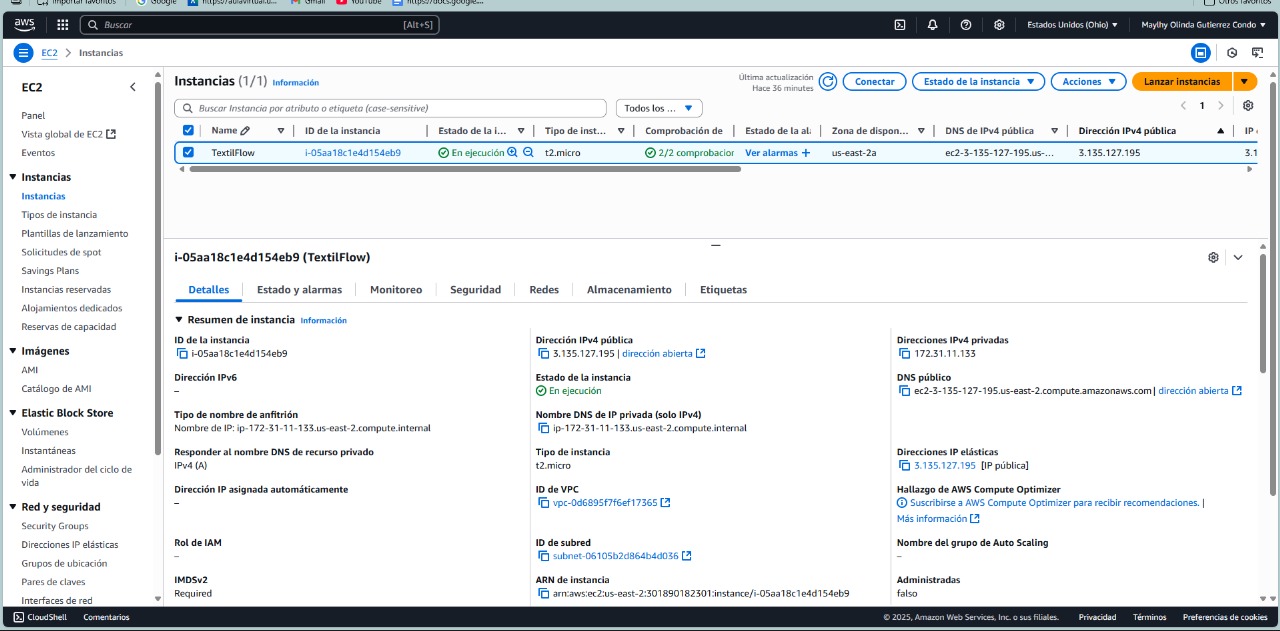 Importar favoritos Google https://aulavirtual.u... Gmail YouTube https://docs.google... Otros favoritos
aws Buscar [Alt+S] Estados Unidos (Ohio) Maylhy Olinda Gutierrez Condo
EC2 Instancias
EC2
Panel
Vista global de EC2
Eventos
Instancias
Instancias
Tipos de instancia
Plantillas de lanzamiento
Solicitudes de spot
Savings Plans
Instancias reservadas
Alojamientos dedicados
Reservas de capacidad
Imágenes
AMI
Catálogo de AMI
Elastic Block Store
Volúmenes
Instantáneas
Administrador del ciclo de
vida
Red y seguridad
Security Groups
Direcciones IP elásticas
Grupos de ubicación
Pares de claves
Interfaces de red
Instancias (1/1) Información
Última actualización
Hace 36 minutes
Conectar Estado de la instancia Acciones Lanzar instancias
Buscar Instancia por atributo o etiqueta (case-sensitive) Todos los ... 1
Name ID de la instancia Estado de la i... Tipo de inst... Comprobación de Estado de la al Zona de dispon... DNS de IPv4 pública Dirección IPv4 pública IP
TextilFlow i-05aa18c1e4d154eb9 En ejecución t2.micro 2/2 comprobacion Ver alarmas + us-east-2a ec2-3-135-127-195.us-... 3.135.127.195 3.1
i-05aa18c1e4d154eb9 (TextilFlow)
Detalles Estado y alarmas Monitoreo Seguridad Redes Almacenamiento Etiquetas
Resumen de instancia Información
ID de la instancia
i-05aa18c1e4d154eb9
Dirección IPv6
–
Tipo de nombre de anfitrión
Nombre de IP: ip-172-31-11-133.us-east-2.compute.internal
Responder al nombre DNS de recurso privado
IPv4 (A)
Dirección IP asignada automáticamente
–
Rol de IAM
–
IMDSv2
Required
Dirección IPv4 pública
3.135.127.195 | dirección abierta
Estado de la instancia
En ejecución
Nombre DNS de IP privada (solo IPv4)
ip-172-31-11-133.us-east-2.compute.internal
Tipo de instancia
t2.micro
ID de VPC
vpc-0d6895f7f6ef17365
ID de subred
subnet-06105b2d864b4d036
ARN de instancia
arn:aws:ec2:us-east-2:301890182301:instance/i-05aa18c1e4d154eb9
Direcciones IPv4 privadas
172.31.11.133
DNS público
ec2-3-135-127-195.us-east-2.compute.amazonaws.com | dirección abierta
Direcciones IP elásticas
3.135.127.195 [IP pública]
Hallazgo de AWS Compute Optimizer
Suscribirse a AWS Compute Optimizer para recibir recomendaciones. |
Más información
Nombre del grupo de Auto Scaling
–
Administradas
falso
CloudShell Comentarios © 2025, Amazon Web Services, Inc. o sus filiales. Privacidad Términos Preferencias de cookies